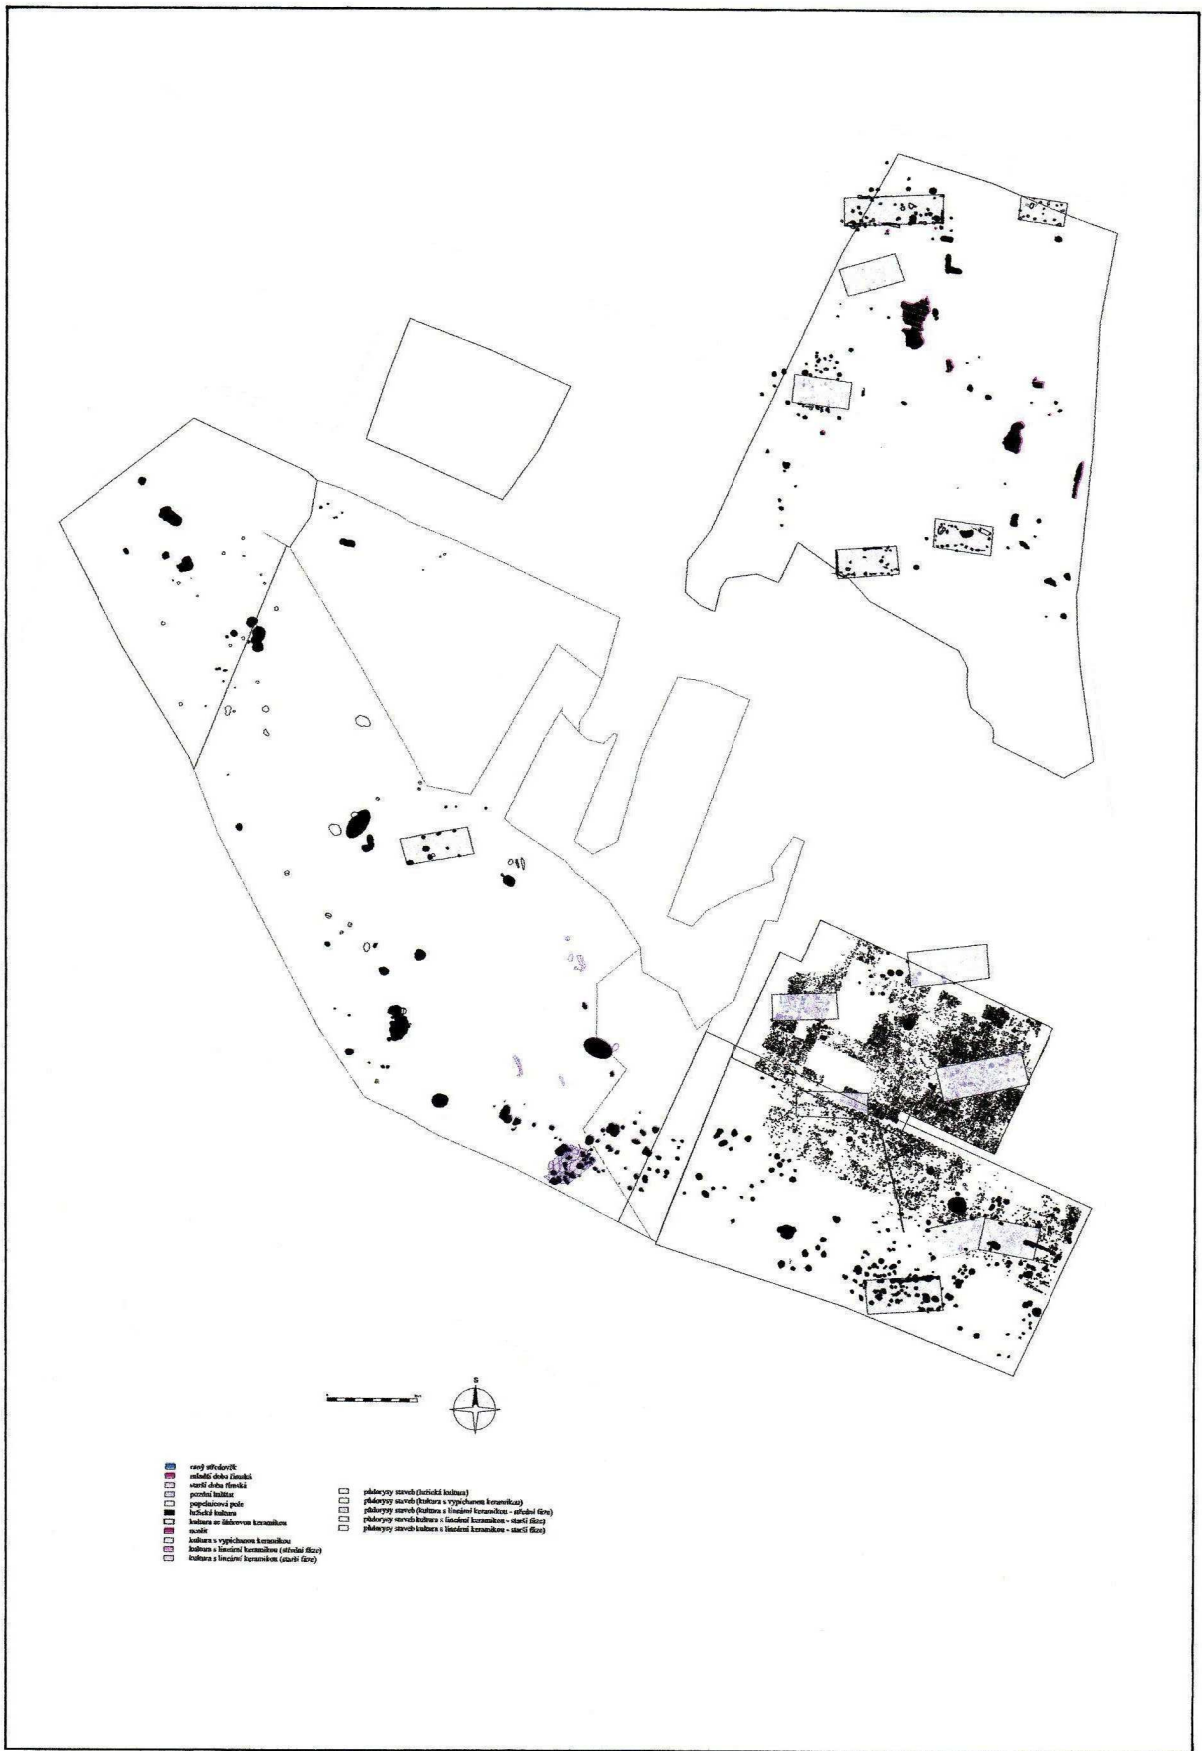 S
raný středověk
mladší doba římská
starší doba římská
pozdní halštat
popelnicová pole
lužická kultura
kultura se šňůrovou keramikou
neolit
kultura s vypíchanou keramikou
kultura s lineární keramikou (střední fáze)
kultura s lineární keramikou (starší fáze)
půdorysy staveb (lužická kultura)
půdorysy staveb (kultura s vypíchanou keramikou)
půdorysy staveb (kultura s lineární keramikou - střední fáze)
půdorysy staveb kultura s lineární keramikou - starší fáze)
půdorysy staveb kultura s lineární keramikou - starší fáze)